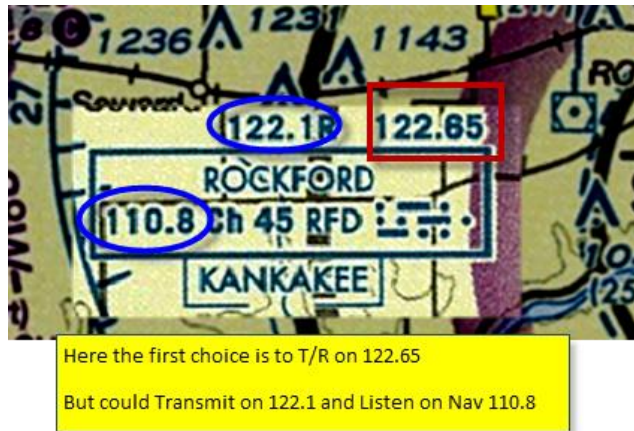 1236 1231 1143
C
27
122.1R 122.65
ROCKFORD
110.8 Ch 45 RFD
KANKAKEE
Here the first choice is to T/R on 122.65
But could Transmit on 122.1 and Listen on Nav 110.8